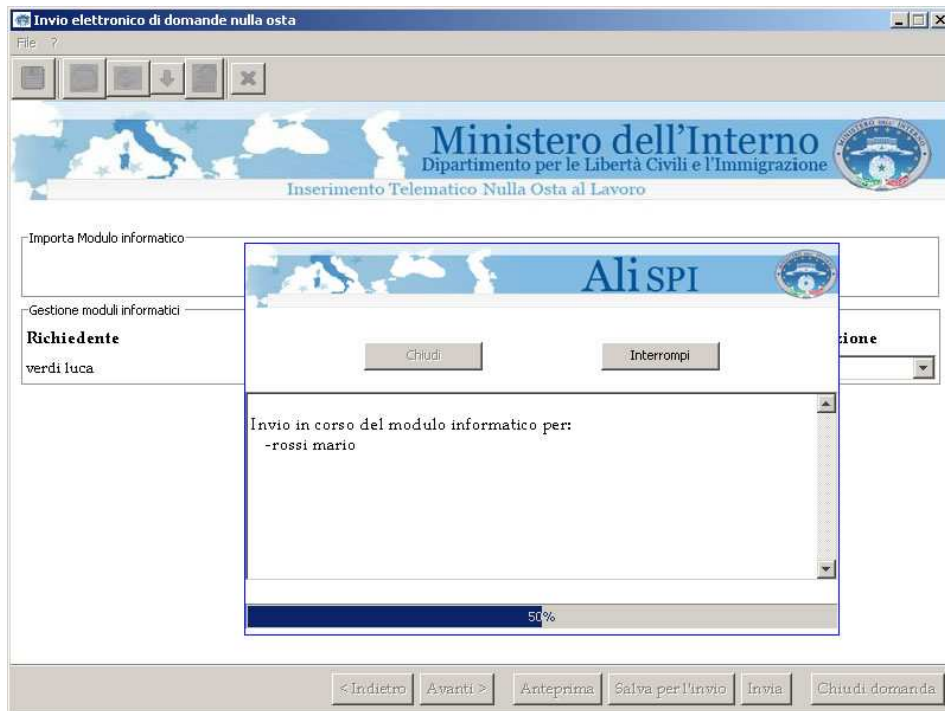 Invio elettronico di domande nulla osta
File ?
Ministero dell'Interno
Dipartimento per le Libertà Civili e l'Immigrazione
Inserimento Telematico Nulla Osta al Lavoro
Importa Modulo informatico
Ali SPI
Gestione moduli informatici
Richiedente zione
Chiudi Interrompi
verdi luca
Invio in corso del modulo informatico per:
-rossi mario
50%
< Indietro Avanti > Anteprima Salva per l'invio Invia Chiudi domanda